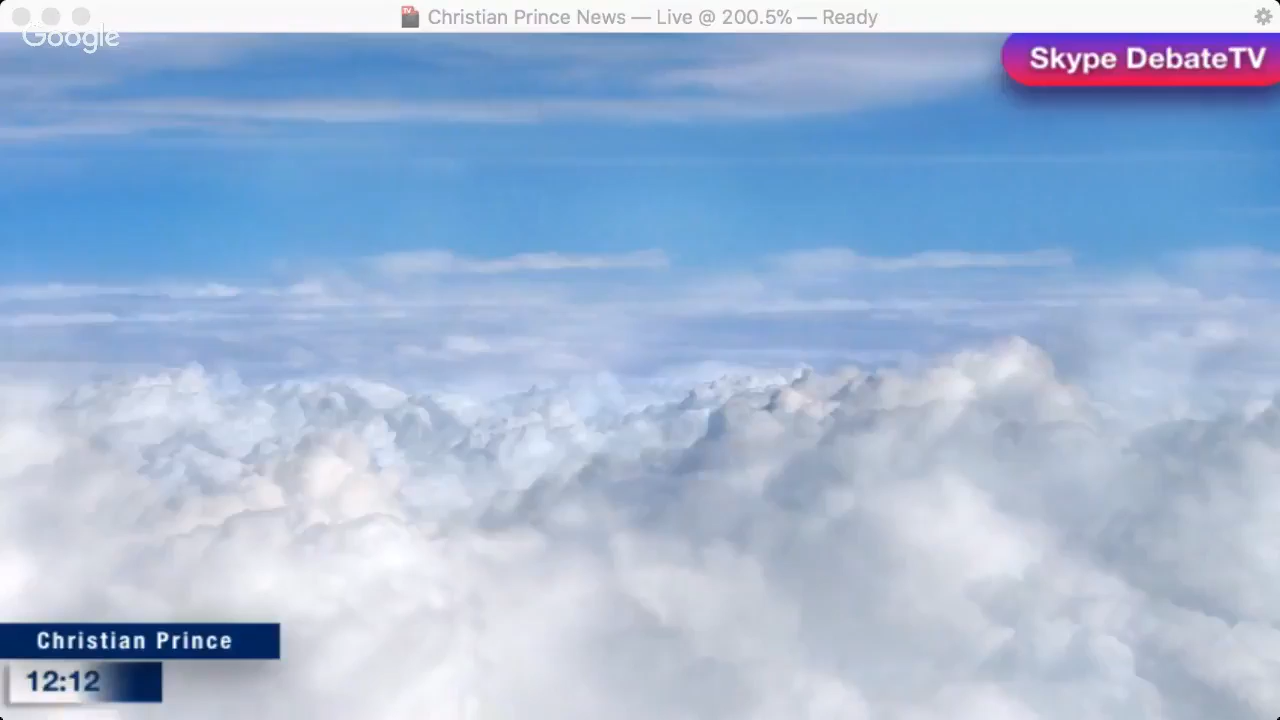 Christian Prince News — Live @ 200.5% — Ready
Google
Skype DebateTV
Christian Prince
12:12